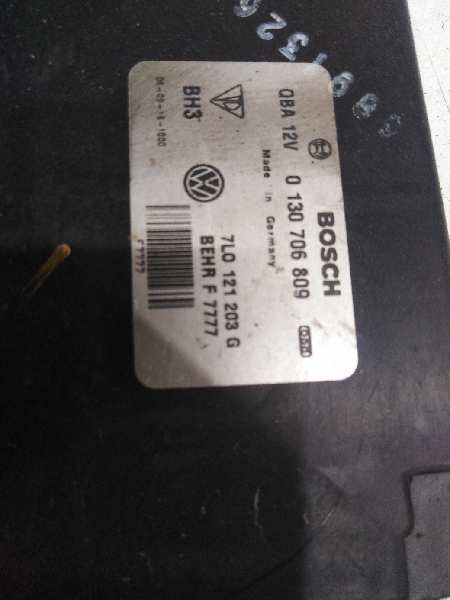 BOSCH
QBA 12V 0 130 706 809
Made in Germany
BH3
7L0 121 203 G
BEHR F 7777